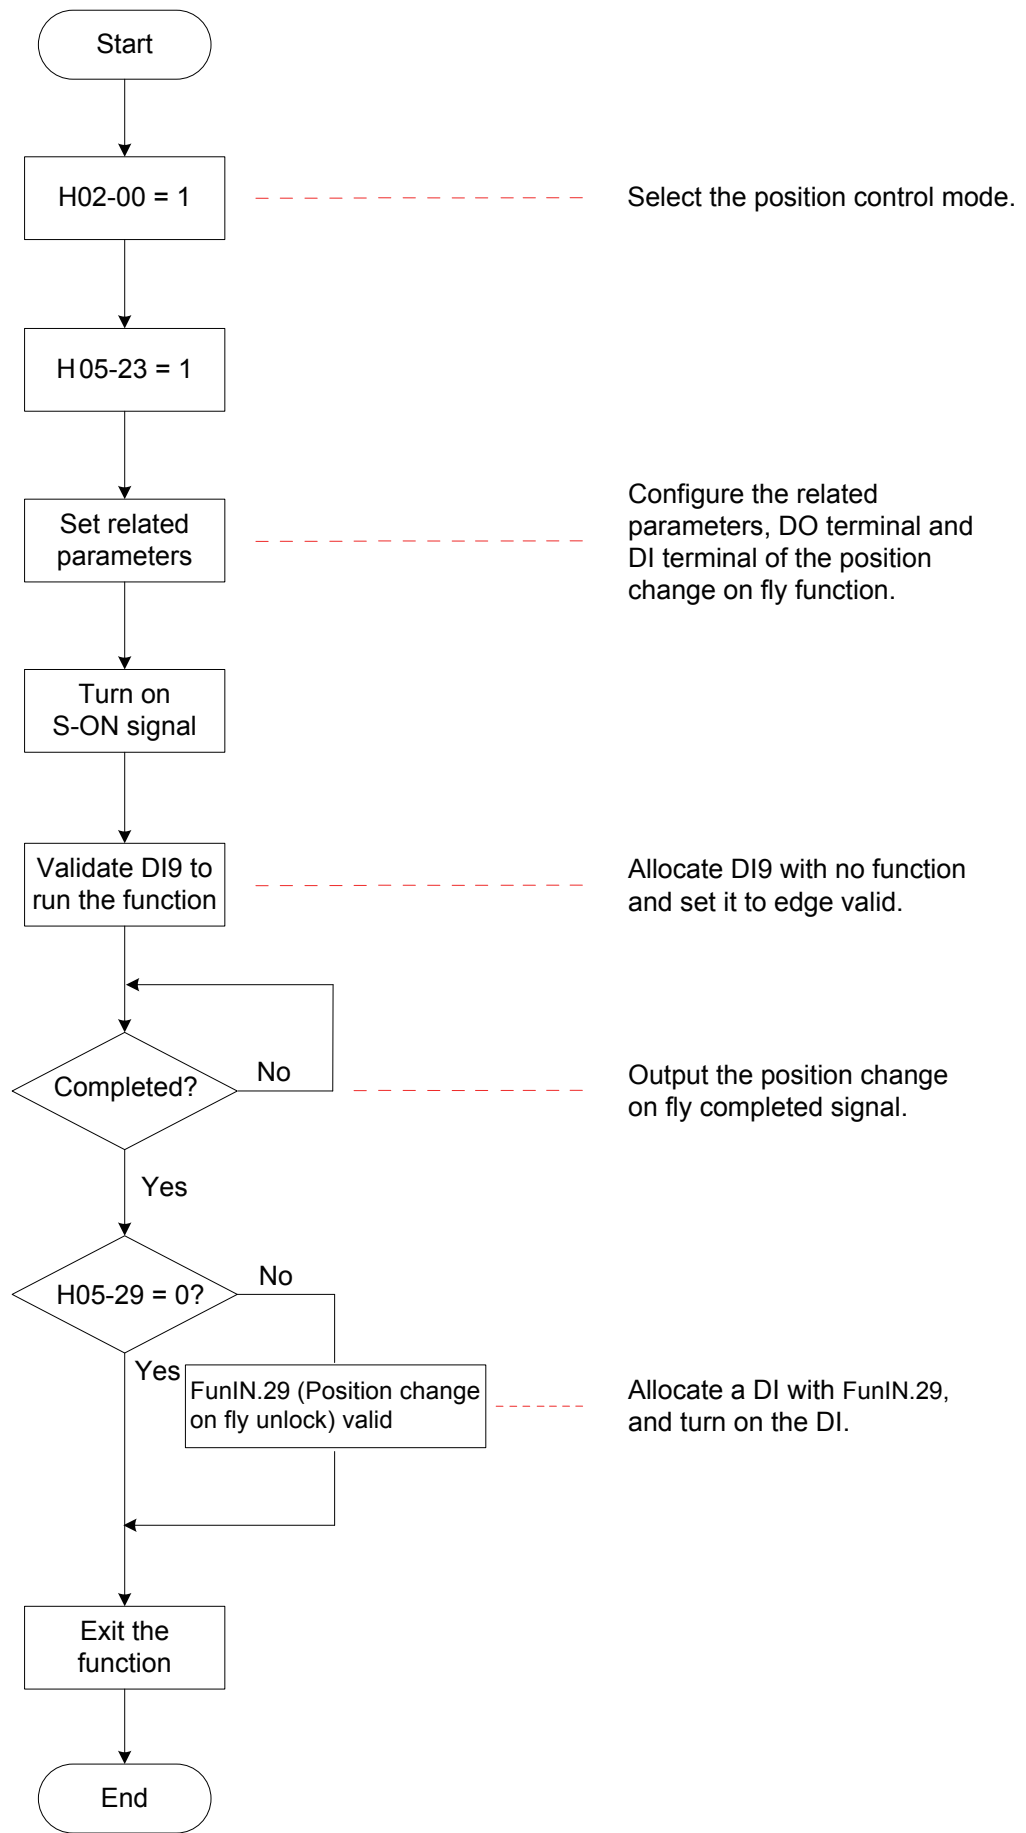 Start
H02-00 = 1
Select the position control mode.
H05-23 = 1
Set related
parameters
Configure the related
parameters, DO terminal and
DI terminal of the position
change on fly function.
Turn on
S-ON signal
Validate DI9 to
run the function
Allocate DI9 with no function
and set it to edge valid.
Completed?
No
Output the position change
on fly completed signal.
Yes
H05-29 = 0?
No
Yes
FunIN.29 (Position change
on fly unlock) valid
Allocate a DI with FunIN.29,
and turn on the DI.
Exit the
function
End